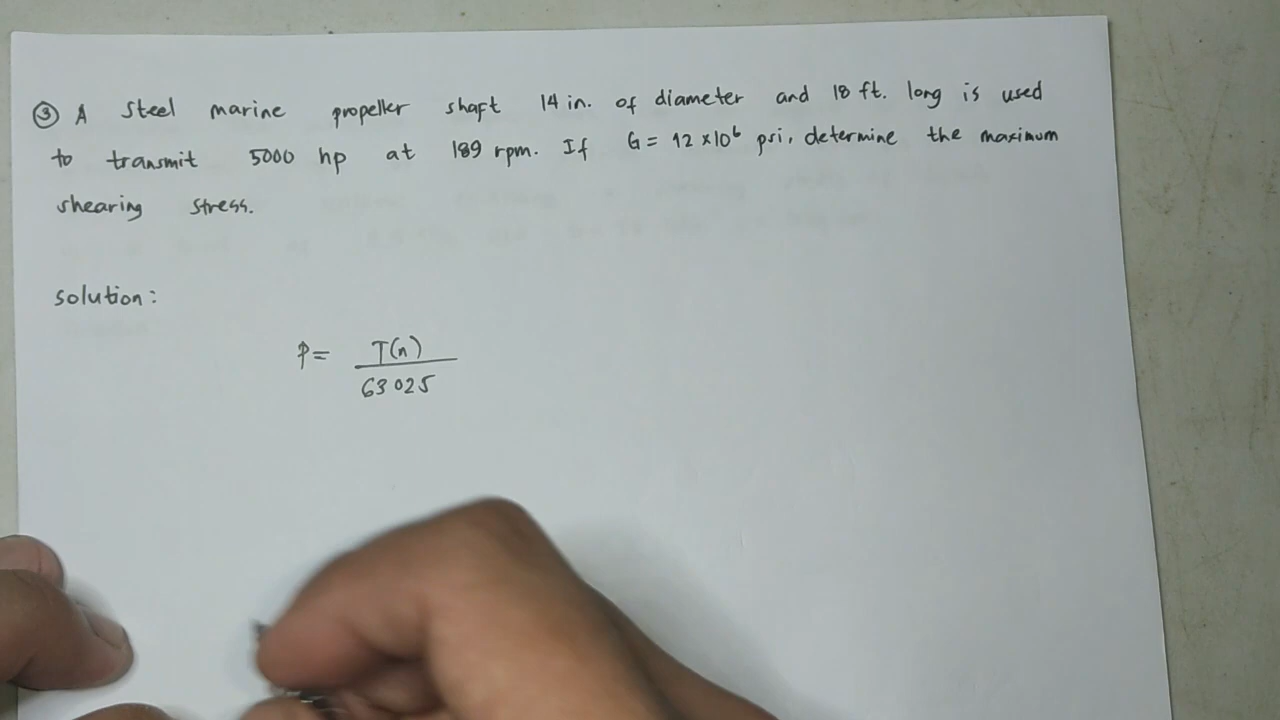 ③ A steel marine propeller shaft 14 in. of diameter and 18 ft. long is used
to transmit 5000 hp at 189 rpm. If G = 12 x10⁶ psi, determine the maximum
shearing stress.
solution:
P = T(n)
63025